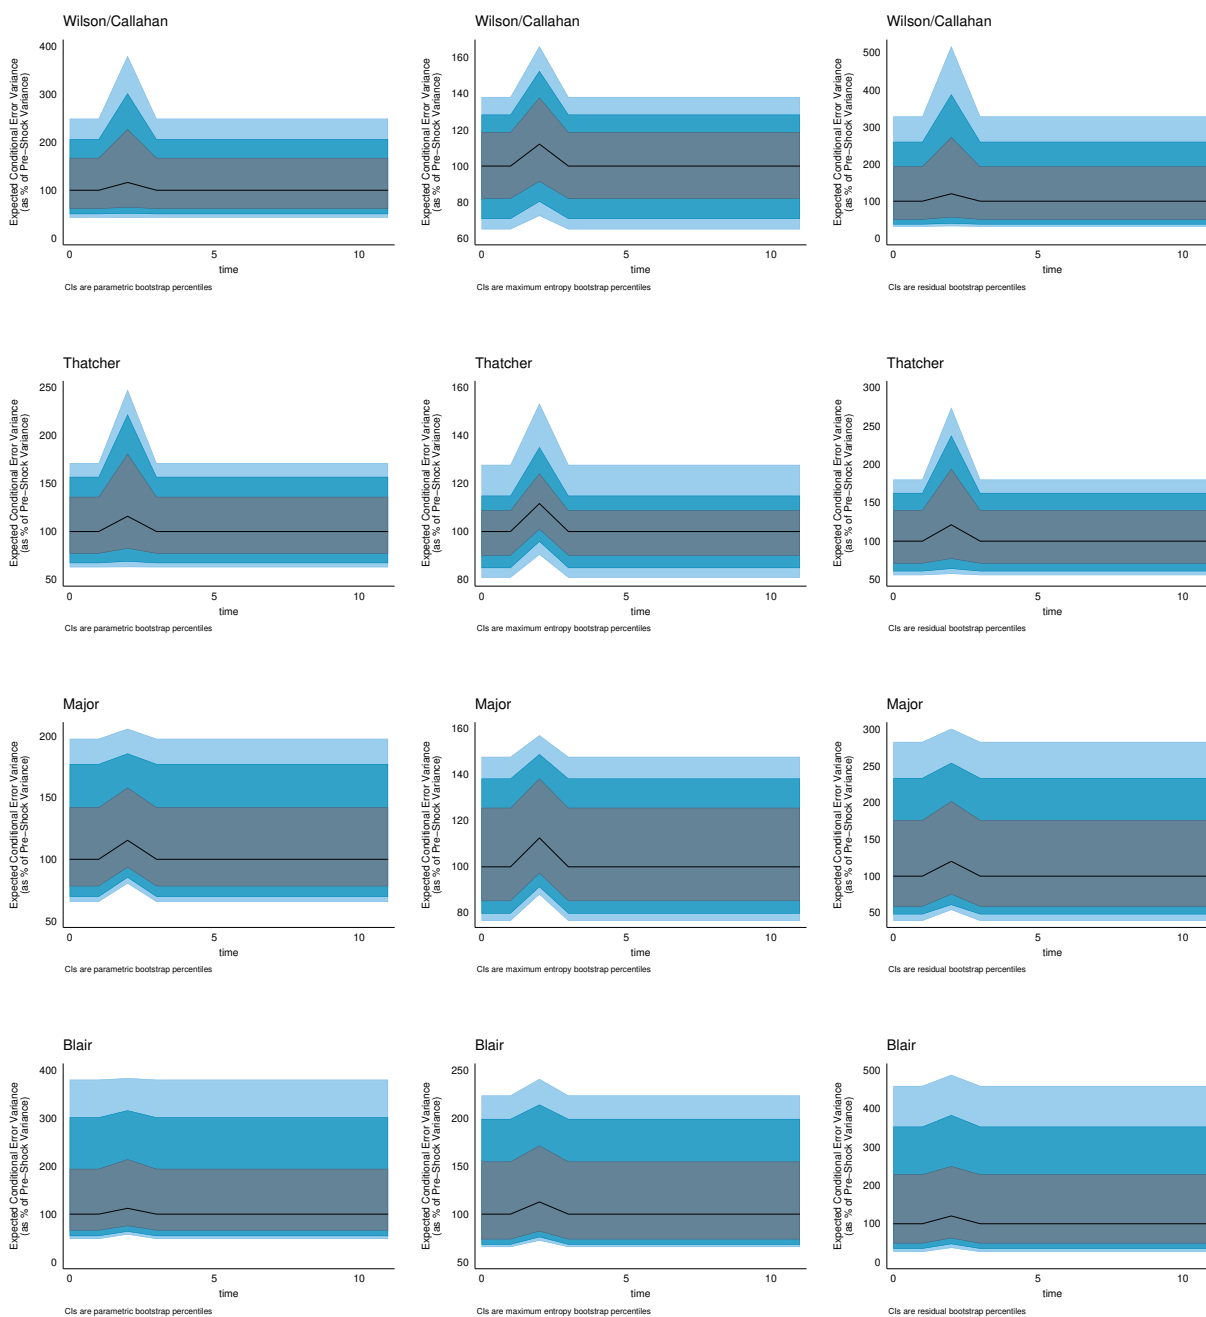 Wilson/Callahan
Expected Conditional Error Variance
(as % of Pre−Shock Variance)
400
300
200
100
0
0 5 10
time
CIs are parametric bootstrap percentiles
Wilson/Callahan
Expected Conditional Error Variance
(as % of Pre−Shock Variance)
160
140
120
100
80
60
0 5 10
time
CIs are maximum entropy bootstrap percentiles
Wilson/Callahan
Expected Conditional Error Variance
(as % of Pre−Shock Variance)
500
400
300
200
100
0
0 5 10
time
CIs are residual bootstrap percentiles
Thatcher
Expected Conditional Error Variance
(as % of Pre−Shock Variance)
250
200
150
100
50
0 5 10
time
CIs are parametric bootstrap percentiles
Thatcher
Expected Conditional Error Variance
(as % of Pre−Shock Variance)
160
140
120
100
80
0 5 10
time
CIs are maximum entropy bootstrap percentiles
Thatcher
Expected Conditional Error Variance
(as % of Pre−Shock Variance)
300
250
200
150
100
50
0 5 10
time
CIs are residual bootstrap percentiles
Major
Expected Conditional Error Variance
(as % of Pre−Shock Variance)
200
150
100
50
0 5 10
time
CIs are parametric bootstrap percentiles
Major
Expected Conditional Error Variance
(as % of Pre−Shock Variance)
160
140
120
100
80
0 5 10
time
CIs are maximum entropy bootstrap percentiles
Major
Expected Conditional Error Variance
(as % of Pre−Shock Variance)
300
250
200
150
100
50
0 5 10
time
CIs are residual bootstrap percentiles
Blair
Expected Conditional Error Variance
(as % of Pre−Shock Variance)
400
300
200
100
0
0 5 10
time
CIs are parametric bootstrap percentiles
Blair
Expected Conditional Error Variance
(as % of Pre−Shock Variance)
250
200
150
100
50
0 5 10
time
CIs are maximum entropy bootstrap percentiles
Blair
Expected Conditional Error Variance
(as % of Pre−Shock Variance)
500
400
300
200
100
0
0 5 10
time
CIs are residual bootstrap percentiles